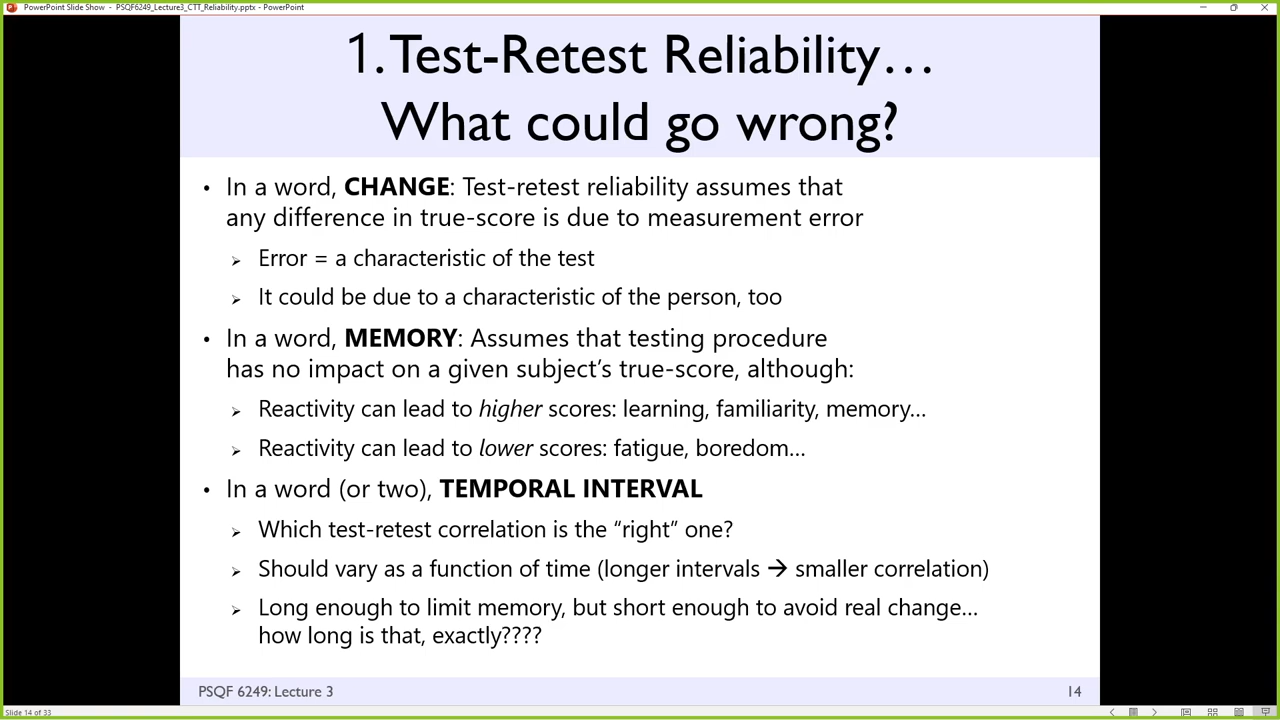 PowerPoint Slide Show - PSQF6249_Lecture3_CTT_Reliability.pptx - PowerPoint
1. Test-Retest Reliability…
What could go wrong?
• In a word, CHANGE: Test-retest reliability assumes that
any difference in true-score is due to measurement error
➢ Error = a characteristic of the test
➢ It could be due to a characteristic of the person, too
• In a word, MEMORY: Assumes that testing procedure
has no impact on a given subject's true-score, although:
➢ Reactivity can lead to higher scores: learning, familiarity, memory…
➢ Reactivity can lead to lower scores: fatigue, boredom…
• In a word (or two), TEMPORAL INTERVAL
➢ Which test-retest correlation is the “right” one?
➢ Should vary as a function of time (longer intervals → smaller correlation)
➢ Long enough to limit memory, but short enough to avoid real change…
how long is that, exactly????
PSQF 6249: Lecture 3
14
Slide 14 of 33